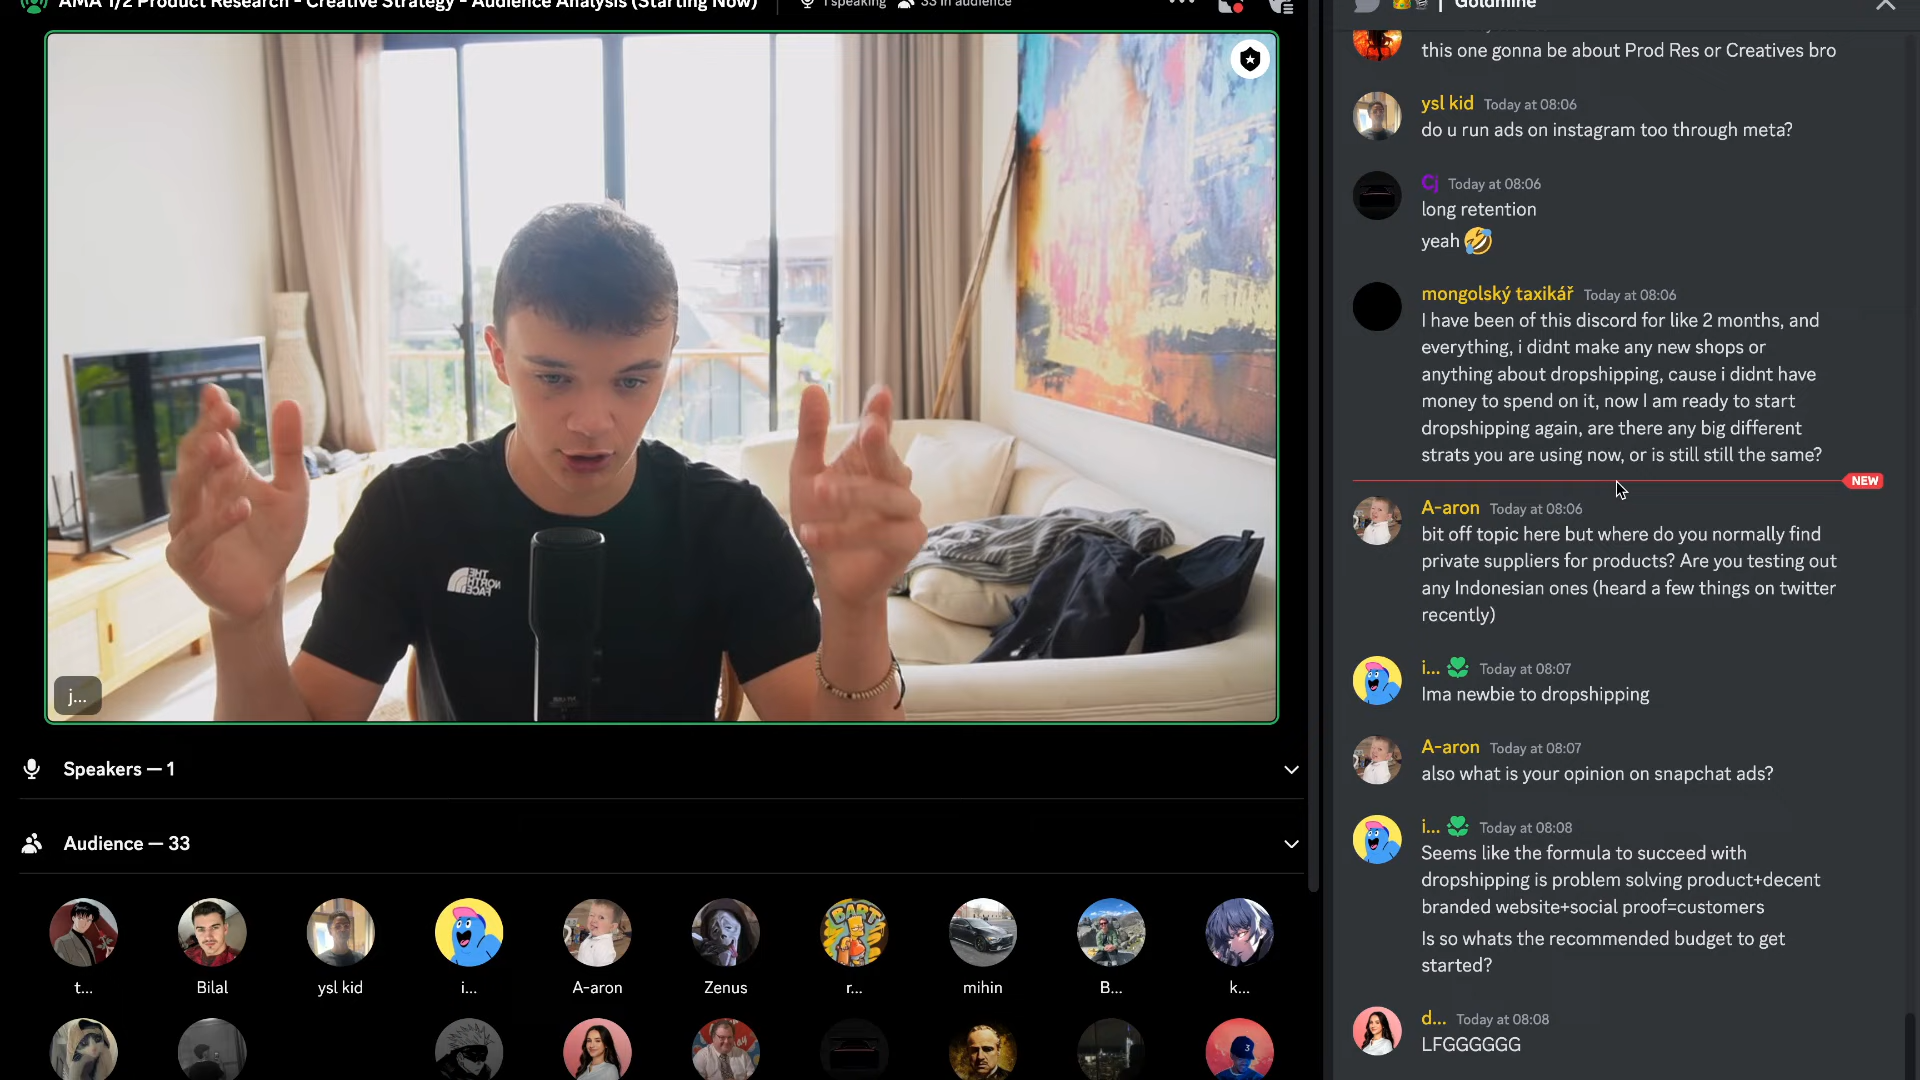 AMA 1/2 Product Research - Creative Strategy - Audience Analysis (Starting Now)
1 speaking
33 in audience
| Goldmine
this one gonna be about Prod Res or Creatives bro
ysl kid Today at 08:06
do u run ads on instagram too through meta?
Cj Today at 08:06
long retention
yeah
mongolský taxikář Today at 08:06
I have been of this discord for like 2 months, and
everything, i didnt make any new shops or
anything about dropshipping, cause i didnt have
money to spend on it, now I am ready to start
dropshipping again, are there any big different
strats you are using now, or is still still the same?
NEW
A-aron Today at 08:06
bit off topic here but where do you normally find
private suppliers for products? Are you testing out
any Indonesian ones (heard a few things on twitter
recently)
i... Today at 08:07
Ima newbie to dropshipping
A-aron Today at 08:07
also what is your opinion on snapchat ads?
i... Today at 08:08
Seems like the formula to succeed with
dropshipping is problem solving product+decent
branded website+social proof=customers
Is so whats the recommended budget to get
started?
d... Today at 08:08
LFGGGGGG
THE
NORTH
FACE
j...
Speakers — 1
Audience — 33
BART
t...
Bilal
ysl kid
i...
A-aron
Zenus
r...
mihin
B...
k...